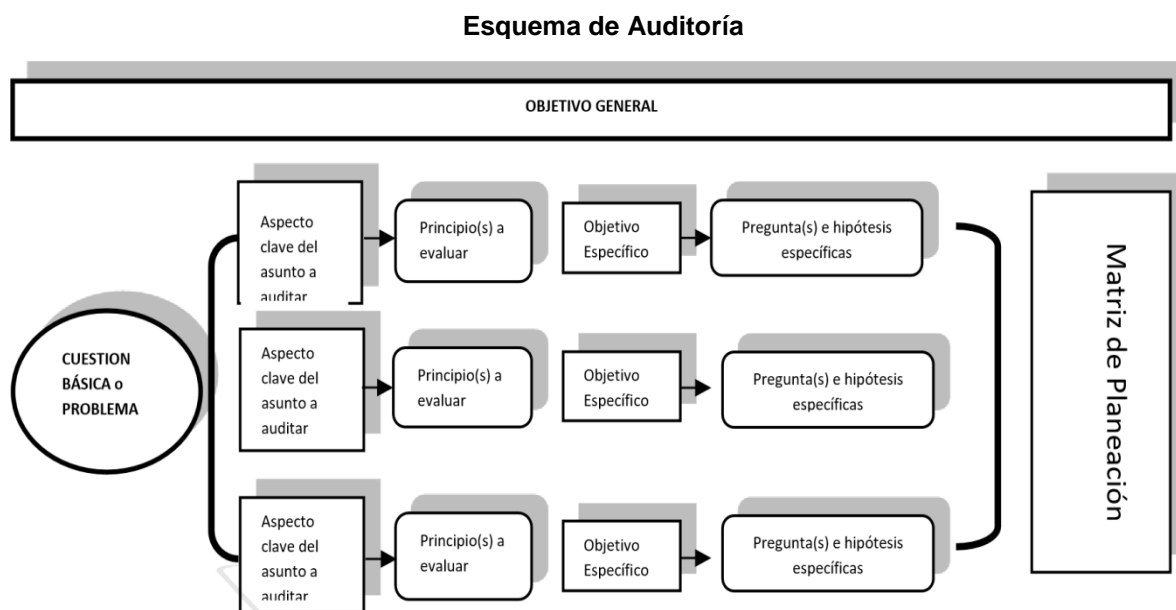 Esquema de Auditoría
OBJETIVO GENERAL
CUESTION
BÁSICA o
PROBLEMA
Aspecto
clave del
asunto a
auditar
Principio(s) a
evaluar
Objetivo
Específico
Pregunta(s) e hipótesis
específicas
Aspecto
clave del
asunto a
auditar
Principio(s) a
evaluar
Objetivo
Específico
Pregunta(s) e hipótesis
específicas
Aspecto
clave del
asunto a
auditar
Principio(s) a
evaluar
Objetivo
Específico
Pregunta(s) e hipótesis
específicas
Matriz de Planeación